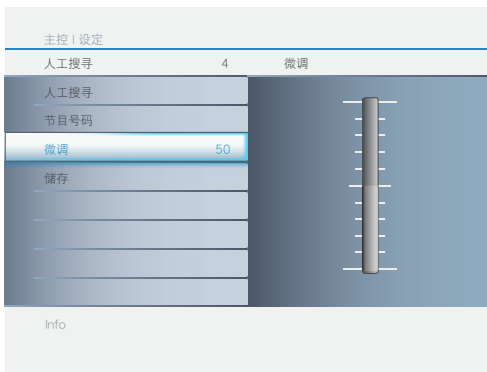 主控 | 设定
人工搜寻 4 微调
人工搜寻
节目号码
微调 50
储存
Info